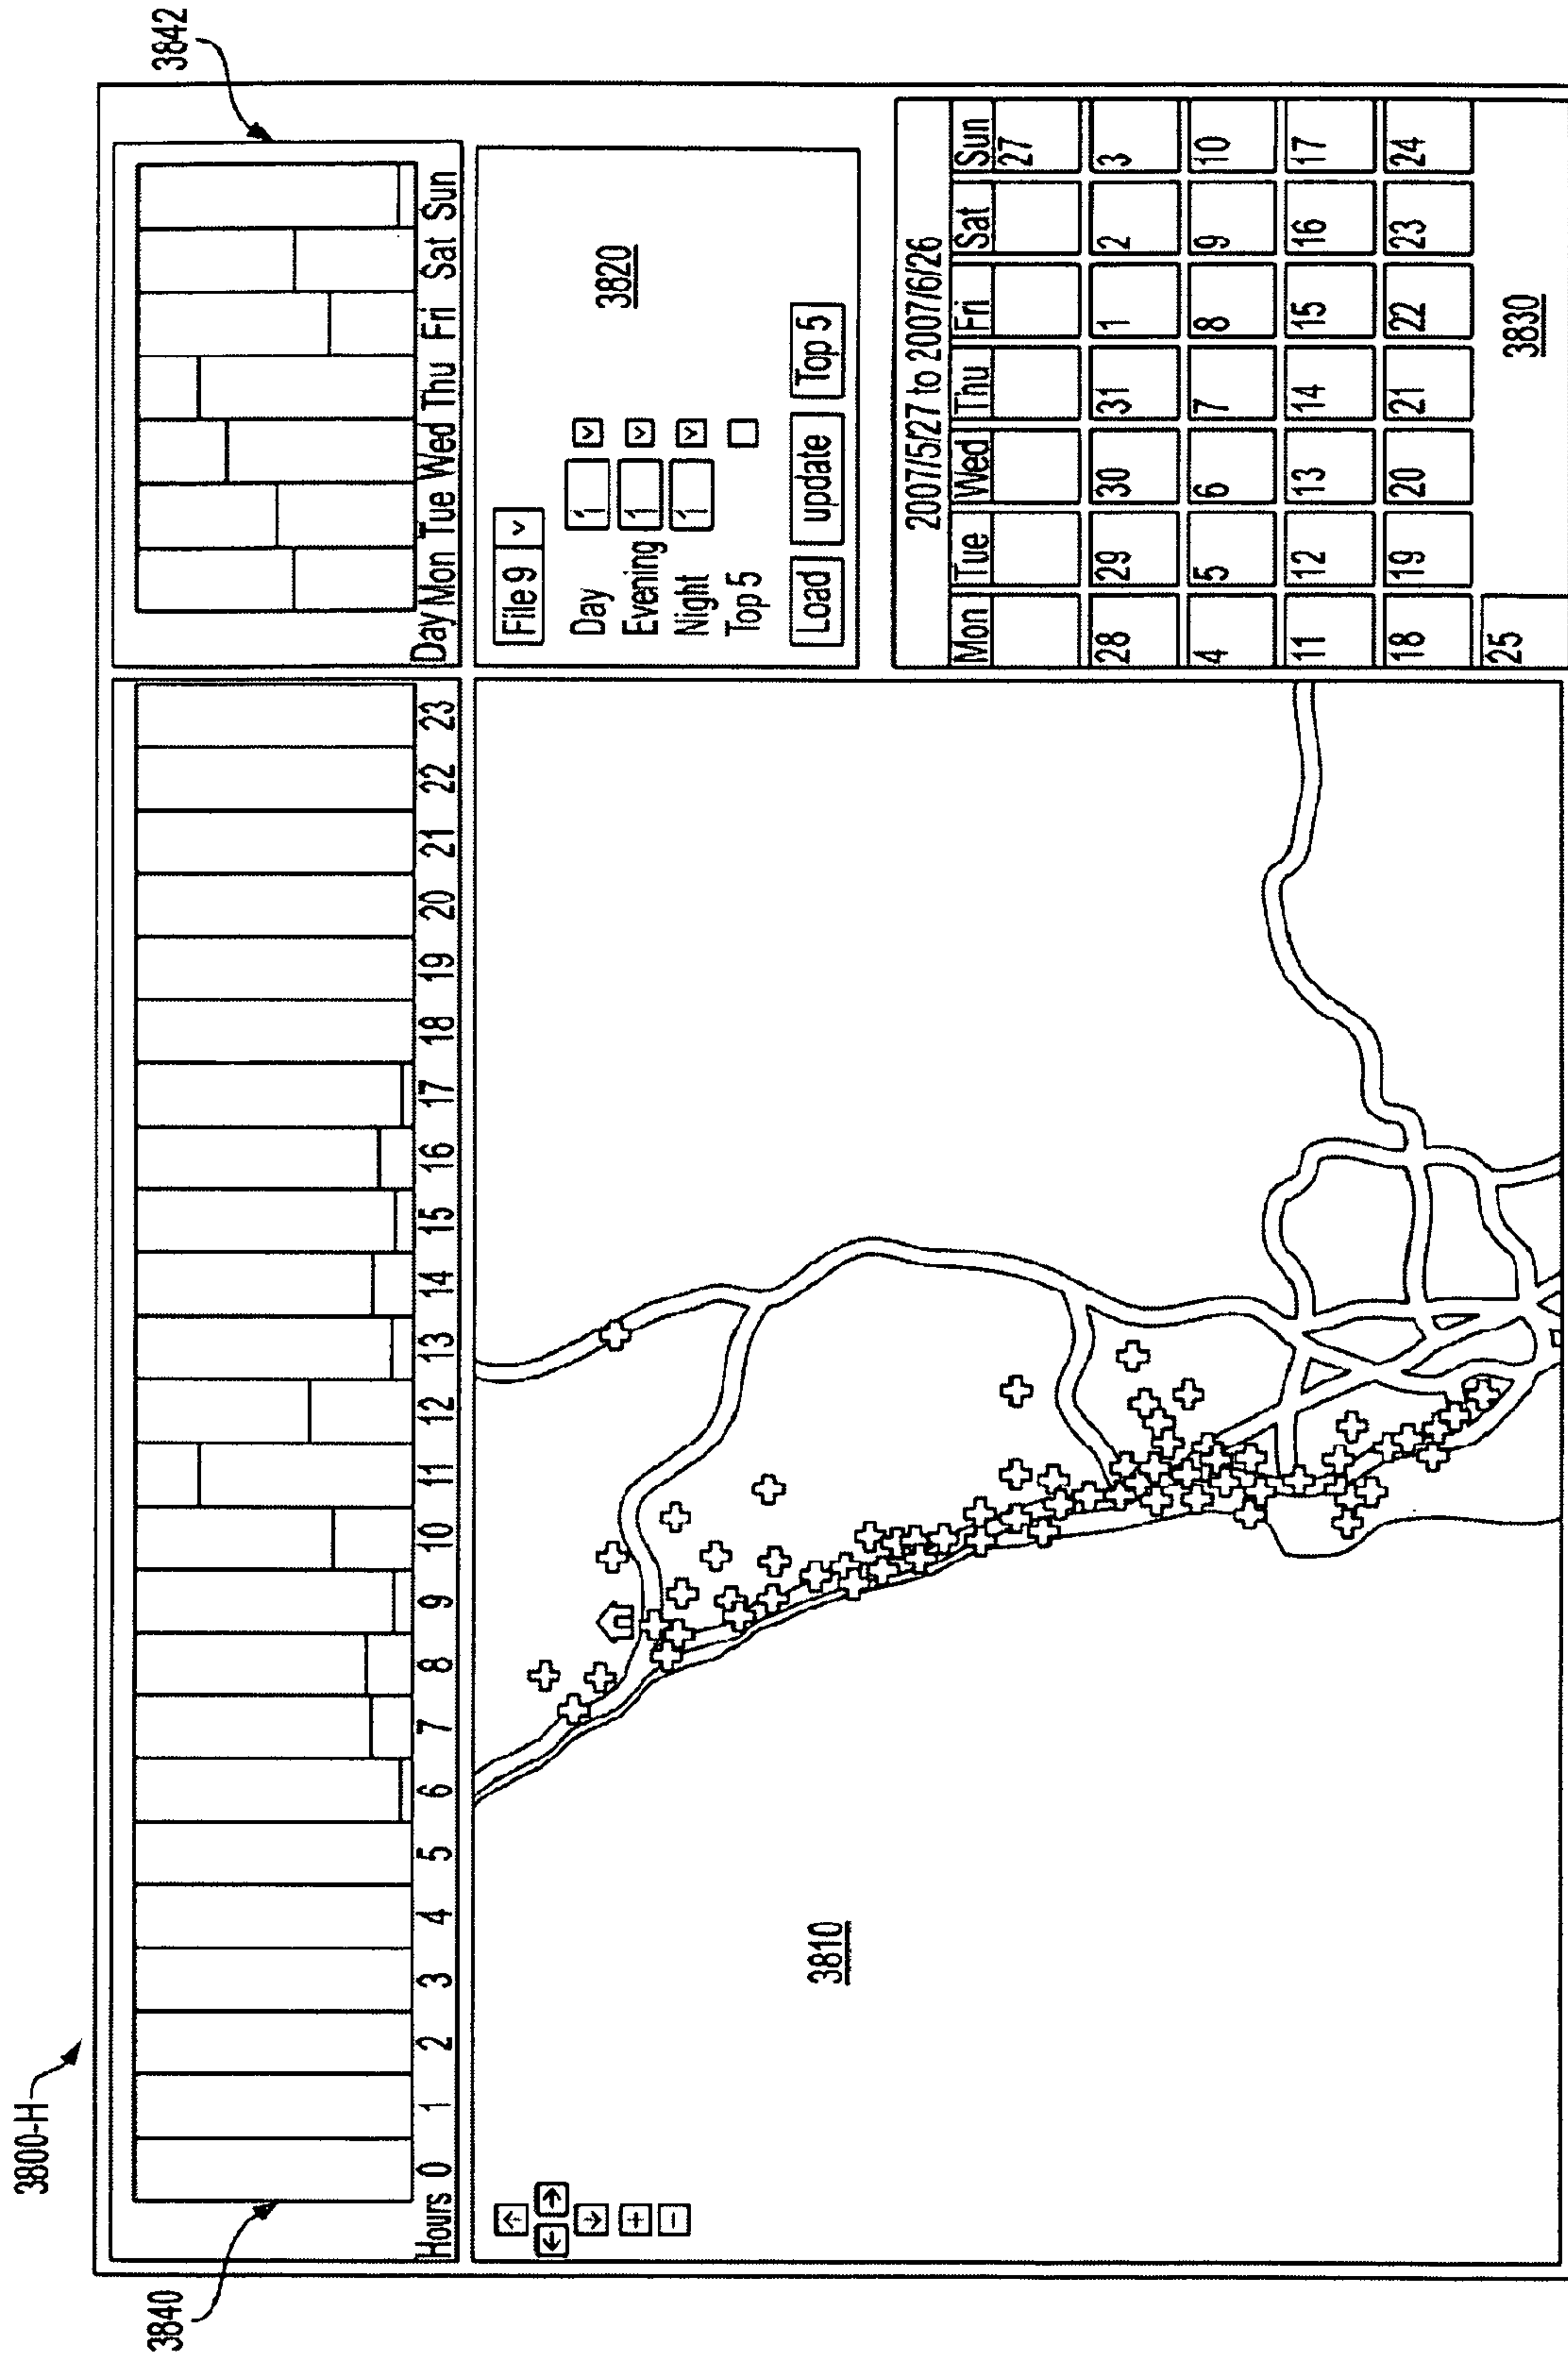 3800-H
3840
3842
Hours 0 1 2 3 4 5 6 7 8 9 10 11 12 13 14 15 16 17 18 19 20 21 22 23
Day Mon Tue Wed Thu Fri Sat Sun
3810
File 9
Day 1
Evening 1
Night 1
Top 5
Load update Top 5
3820
2007/5/27 to 2007/6/26
Mon Tue Wed Thu Fri Sat Sun
27
28 29 30 31 1 2 3
4 5 6 7 8 9 10
11 12 13 14 15 16 17
18 19 20 21 22 23 24
25
3830